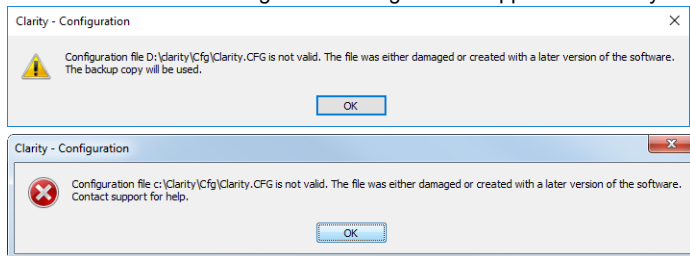 Clarity - Configuration
Configuration file D:\clarity\Cfg\Clarity.CFG is not valid. The file was either damaged or created with a later version of the software.
The backup copy will be used.
OK
Clarity - Configuration
Configuration file c:\Clarity\Cfg\Clarity.CFG is not valid. The file was either damaged or created with a later version of the software.
Contact support for help.
OK